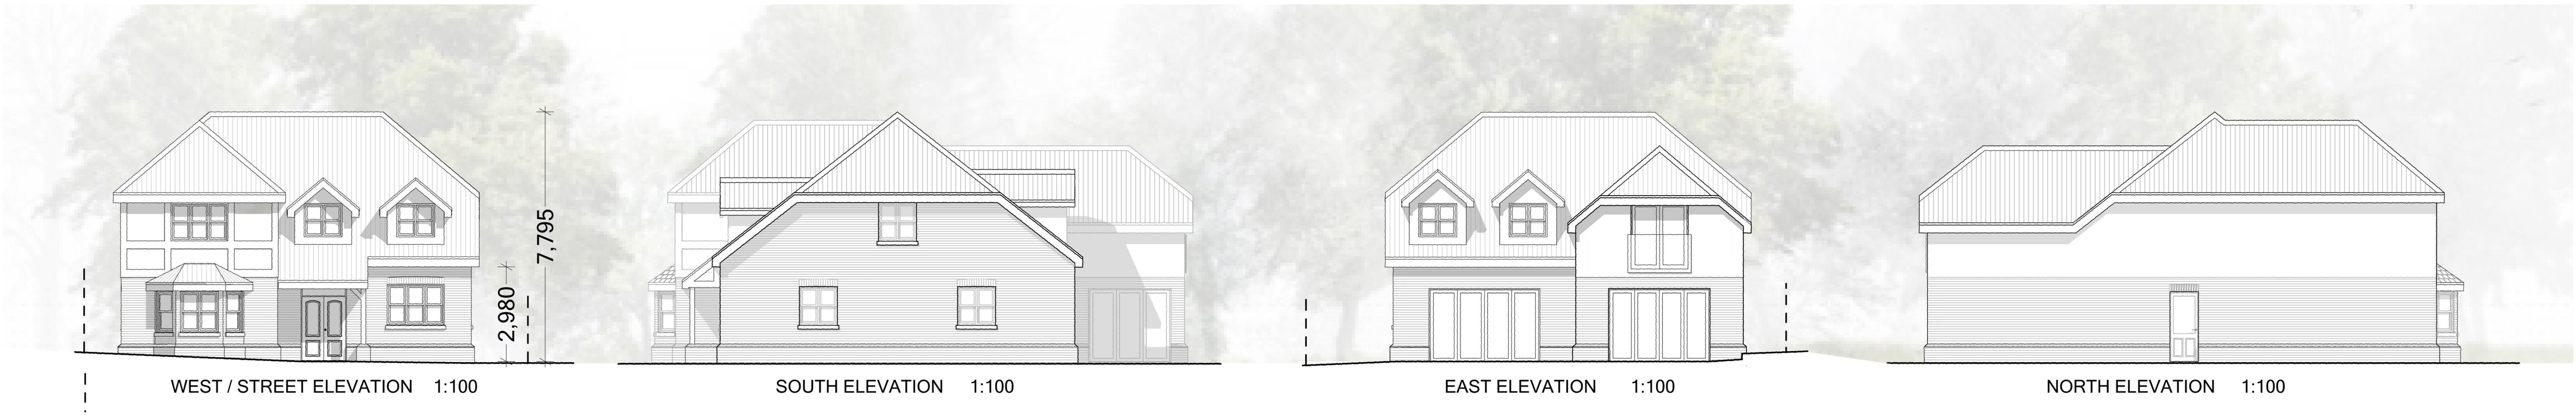 7,795
2,980
WEST / STREET ELEVATION 1:100
SOUTH ELEVATION 1:100
EAST ELEVATION 1:100
NORTH ELEVATION 1:100